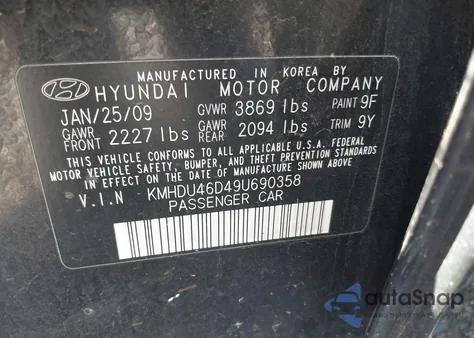 MANUFACTURED IN KOREA BY
HYUNDAI MOTOR COMPANY
JAN/25/09 GVWR 3869 lbs PAINT 9F
GAWR FRONT 2227 lbs GAWR REAR 2094 lbs TRIM 9Y
THIS VEHICLE CONFORMS TO ALL APPLICABLE U.S.A. FEDERAL
MOTOR VEHICLE SAFETY, BUMPER, AND THEFT PREVENTION STANDARDS
IN EFFECT ON THE DATE OF MANUFACTURE SHOWN ABOVE.
V.I.N KMHDU46D49U690358
PASSENGER CAR
autoSnap